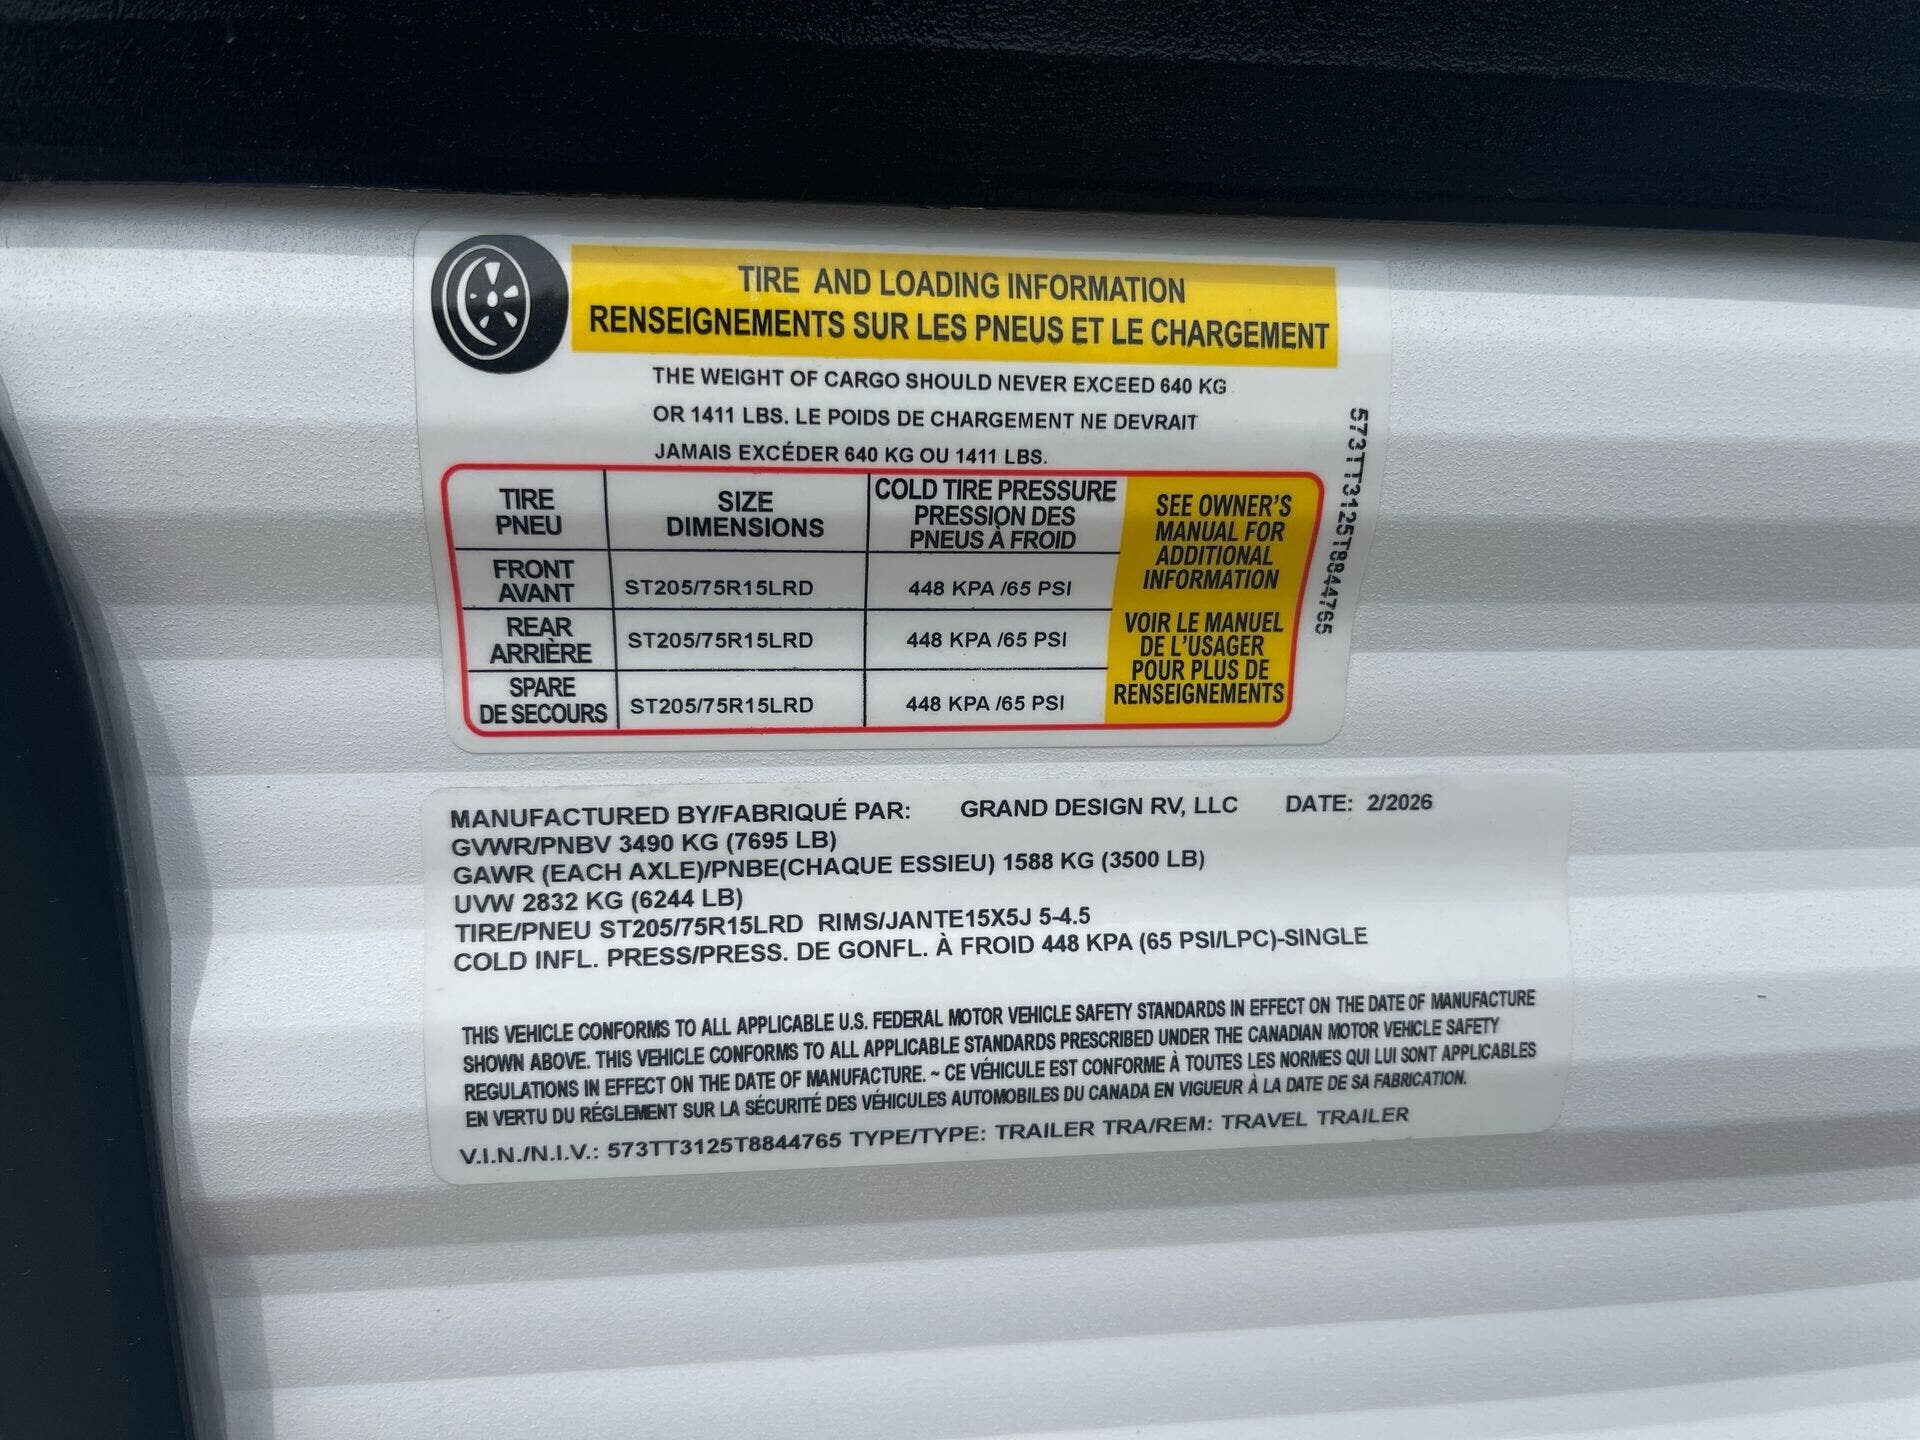 TIRE AND LOADING INFORMATION
RENSEIGNEMENTS SUR LES PNEUS ET LE CHARGEMENT
THE WEIGHT OF CARGO SHOULD NEVER EXCEED 640 KG
OR 1411 LBS. LE POIDS DE CHARGEMENT NE DEVRAIT
JAMAIS EXCÉDER 640 KG OU 1411 LBS.
TIRE
PNEU
SIZE
DIMENSIONS
COLD TIRE PRESSURE
PRESSION DES
PNEUS À FROID
FRONT
AVANT
ST205/75R15LRD
448 KPA /65 PSI
REAR
ARRIÈRE
ST205/75R15LRD
448 KPA /65 PSI
SPARE
DE SECOURS
ST205/75R15LRD
448 KPA /65 PSI
SEE OWNER'S
MANUAL FOR
ADDITIONAL
INFORMATION
VOIR LE MANUEL
DE L'USAGER
POUR PLUS DE
RENSEIGNEMENTS
573TT3125T8844765
MANUFACTURED BY/FABRIQUÉ PAR: GRAND DESIGN RV, LLC DATE: 2/2026
GVWR/PNBV 3490 KG (7695 LB)
GAWR (EACH AXLE)/PNBE(CHAQUE ESSIEU) 1588 KG (3500 LB)
UVW 2832 KG (6244 LB)
TIRE/PNEU ST205/75R15LRD RIMS/JANTE15X5J 5-4.5
COLD INFL. PRESS/PRESS. DE GONFL. À FROID 448 KPA (65 PSI/LPC)-SINGLE
THIS VEHICLE CONFORMS TO ALL APPLICABLE U.S. FEDERAL MOTOR VEHICLE SAFETY STANDARDS IN EFFECT ON THE DATE OF MANUFACTURE
SHOWN ABOVE. THIS VEHICLE CONFORMS TO ALL APPLICABLE STANDARDS PRESCRIBED UNDER THE CANADIAN MOTOR VEHICLE SAFETY
REGULATIONS IN EFFECT ON THE DATE OF MANUFACTURE. ~ CE VÉHICULE EST CONFORME À TOUTES LES NORMES QUI LUI SONT APPLICABLES
EN VERTU DU RÉGLEMENT SUR LA SÉCURITÉ DES VÉHICULES AUTOMOBILES DU CANADA EN VIGUEUR À LA DATE DE SA FABRICATION.
V.I.N./N.I.V.: 573TT3125T8844765 TYPE/TYPE: TRAILER TRA/REM: TRAVEL TRAILER